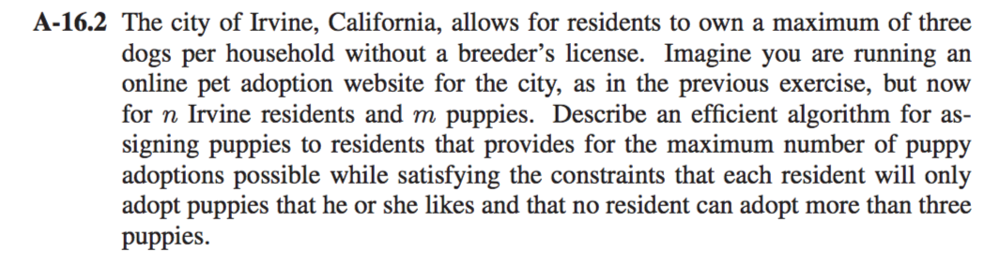 A-16.2 The city of Irvine, California, allows for residents to own a maximum of three
dogs per household without a breeder's license. Imagine you are running an
online pet adoption website for the city, as in the previous exercise, but now
for n Irvine residents and m puppies. Describe an efficient algorithm for as-
signing puppies to residents that provides for the maximum number of puppy
adoptions possible while satisfying the constraints that each resident will only
adopt puppies that he or she likes and that no resident can adopt more than three
puppies.